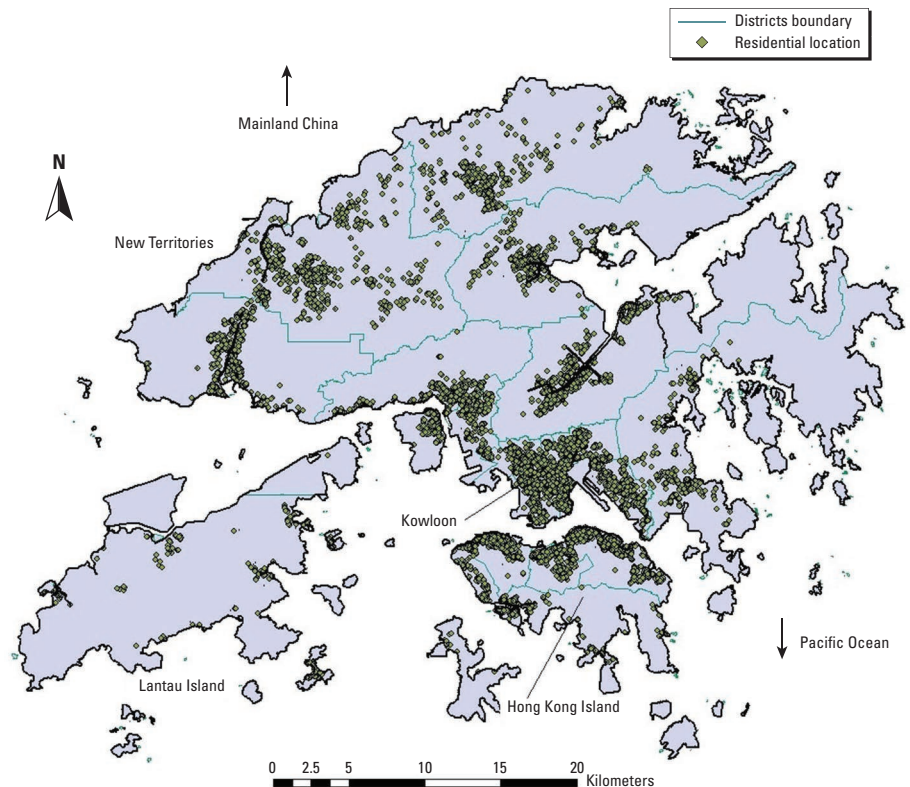 Districts boundary
Residential location
Mainland China
N
New Territories
Kowloon
Pacific Ocean
Lantau Island
Hong Kong Island
0 2.5 5 10 15 20
Kilometers